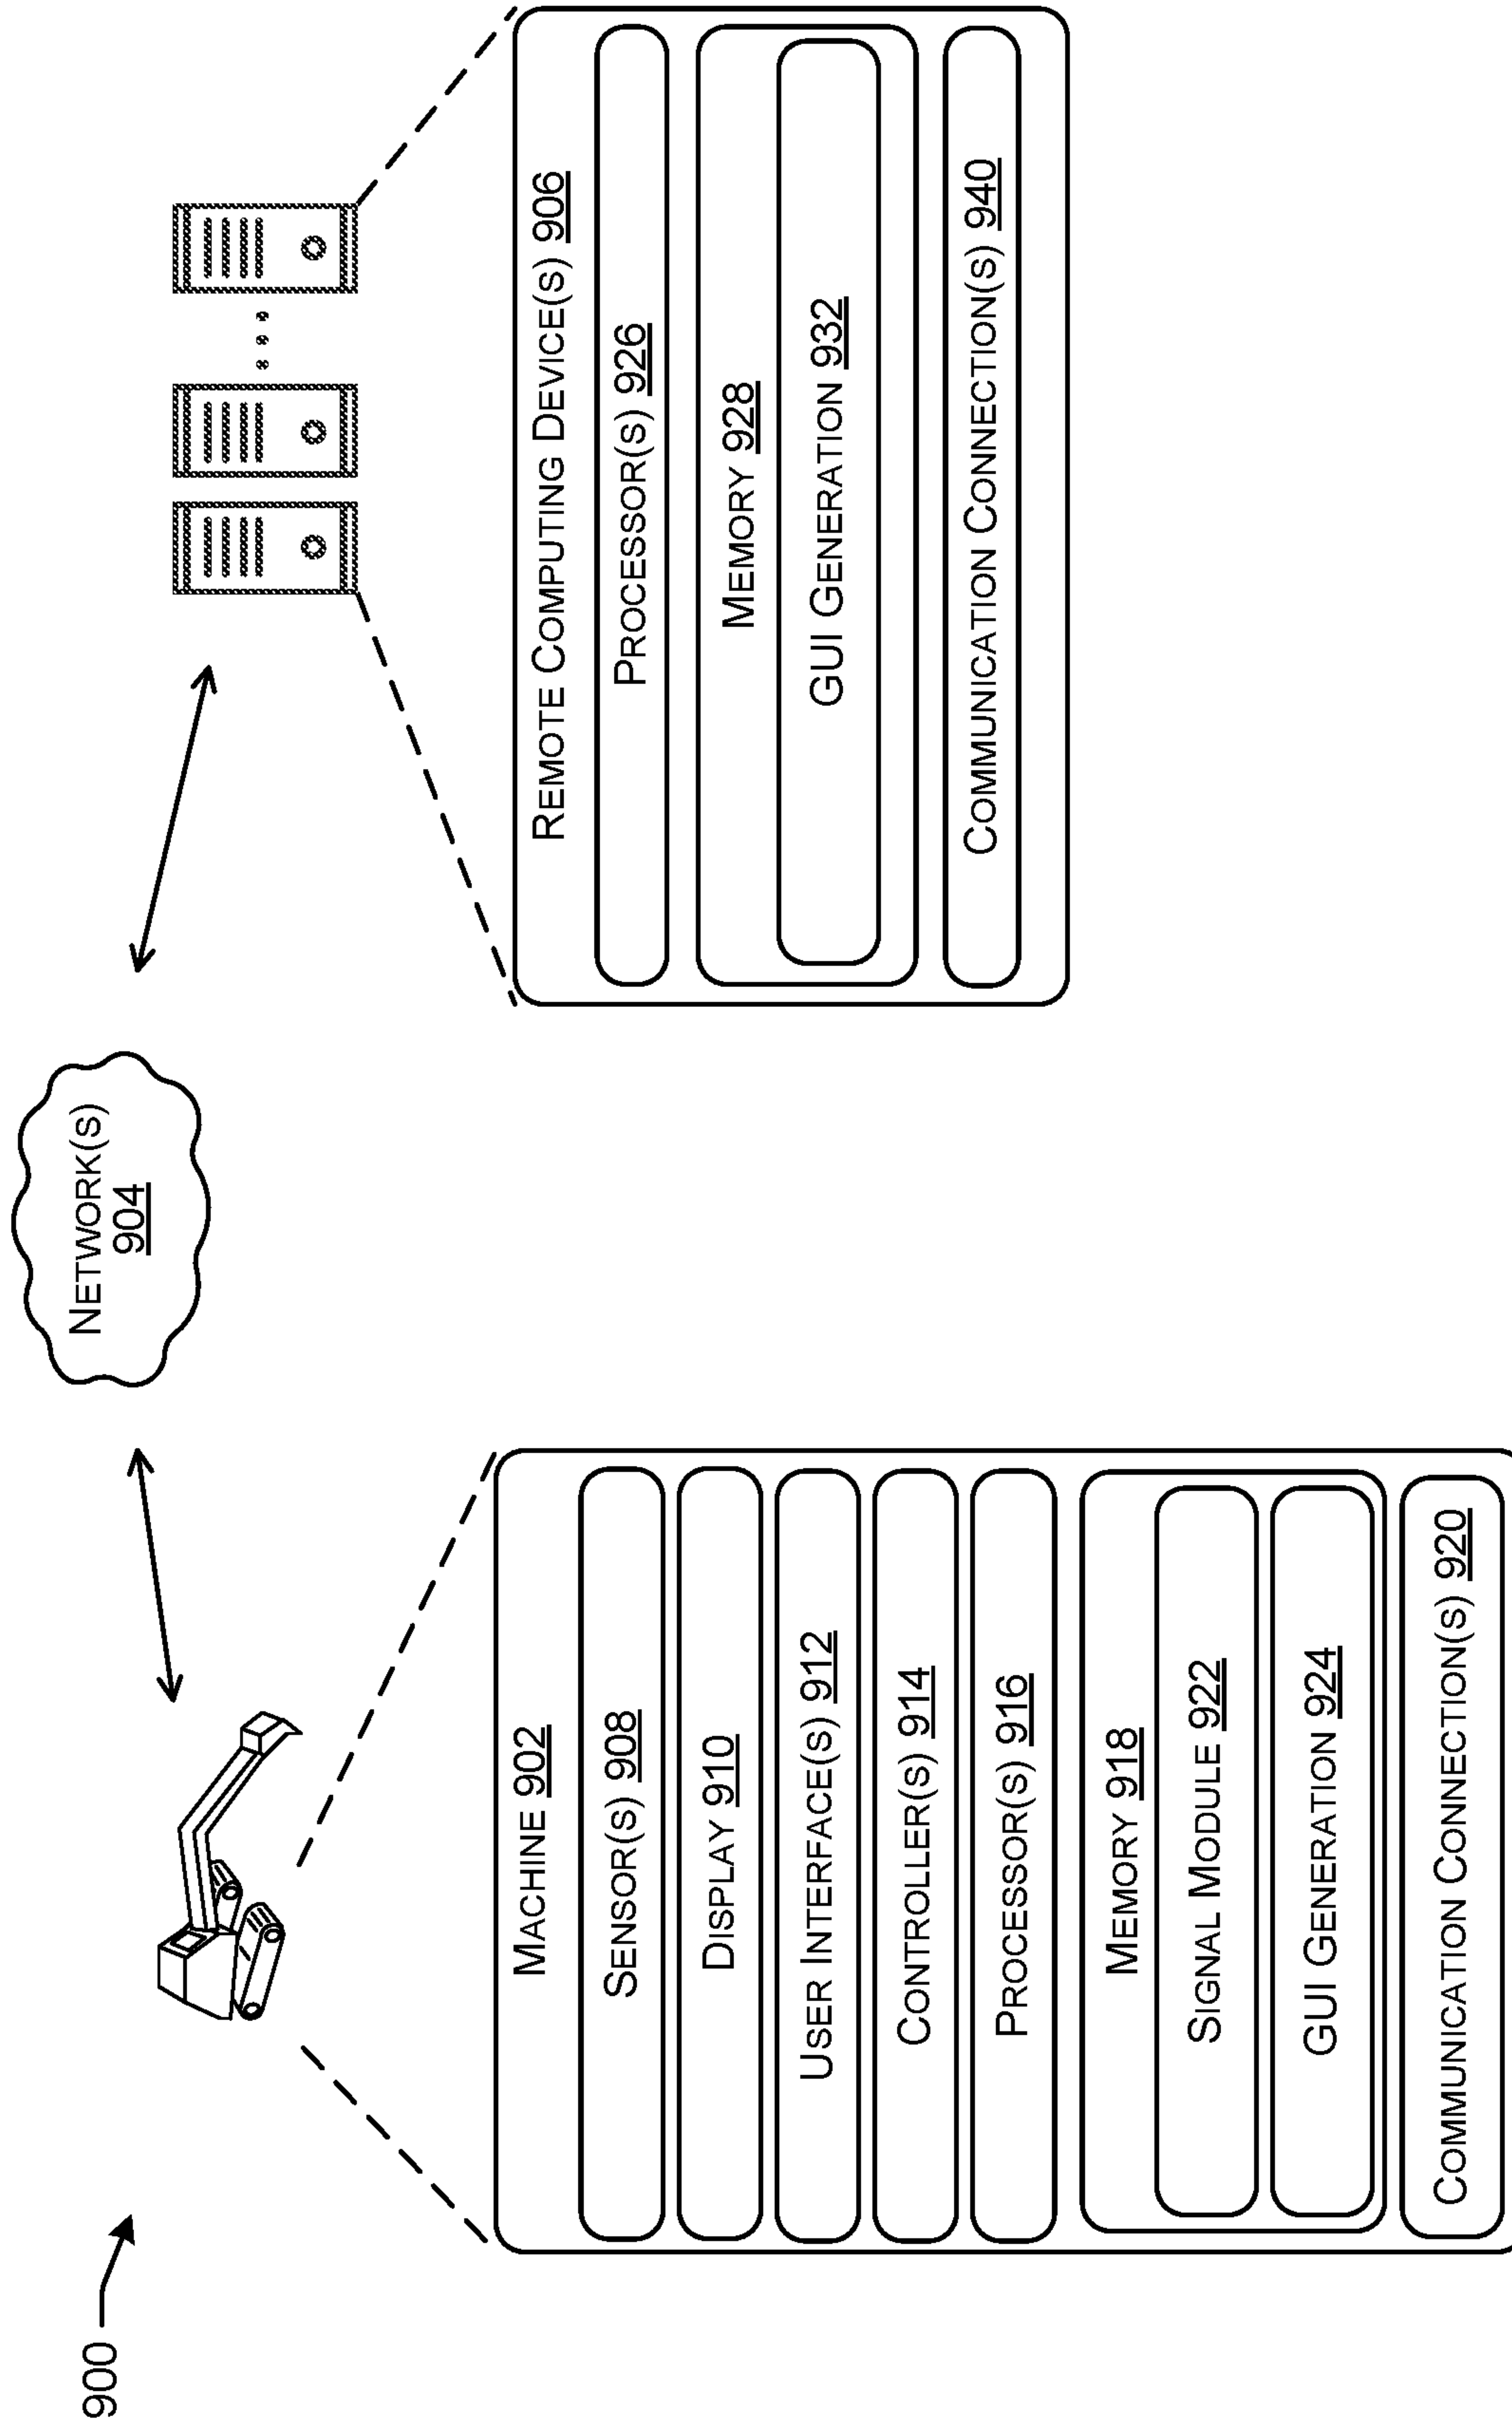 900
NETWORK(S)
904
MACHINE 902
SENSOR(S) 908
DISPLAY 910
USER INTERFACE(S) 912
CONTROLLER(S) 914
PROCESSOR(S) 916
MEMORY 918
SIGNAL MODULE 922
GUI GENERATION 924
COMMUNICATION CONNECTION(S) 920
REMOTE COMPUTING DEVICE(S) 906
PROCESSOR(S) 926
MEMORY 928
GUI GENERATION 932
COMMUNICATION CONNECTION(S) 940